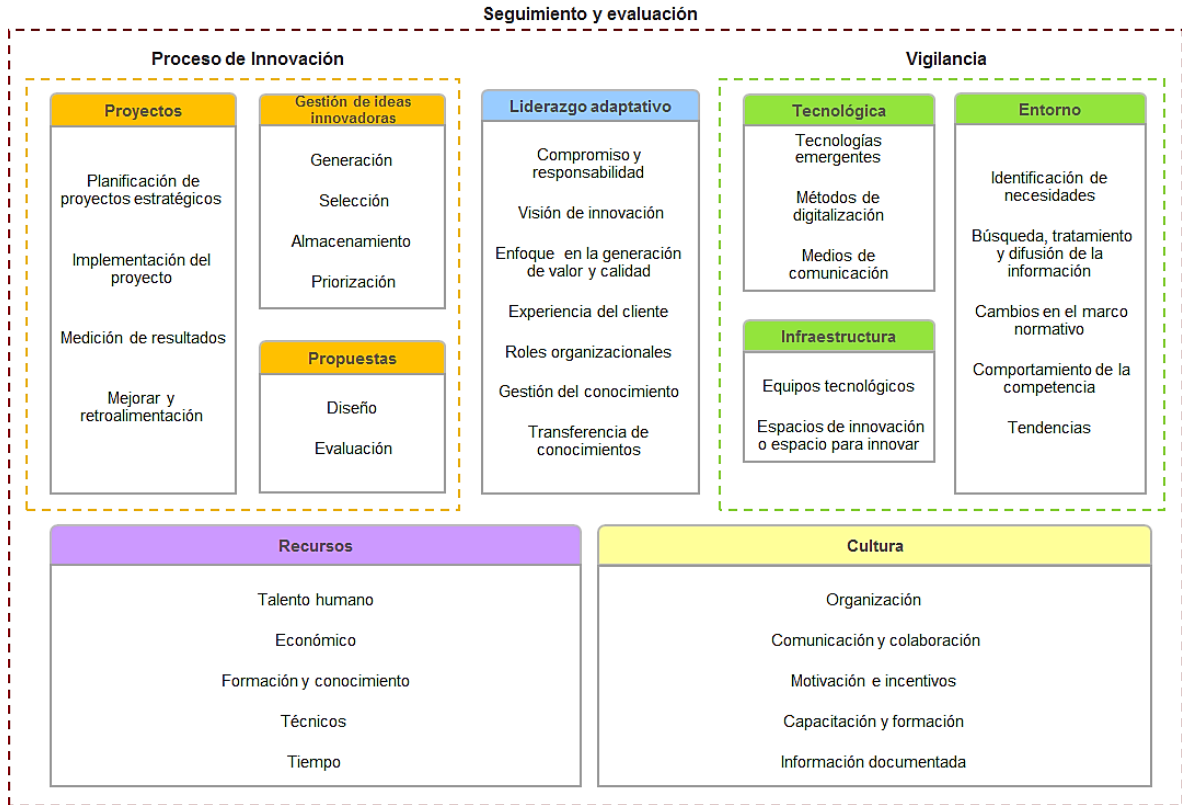 Seguimiento y evaluación
Proceso de Innovación
Proyectos
Planificación de
proyectos estratégicos
Implementación del
proyecto
Medición de resultados
Mejorar y
retroalimentación
Gestión de ideas
innovadoras
Generación
Selección
Almacenamiento
Priorización
Propuestas
Diseño
Evaluación
Liderazgo adaptativo
Compromiso y
responsabilidad
Visión de innovación
Enfoque en la generación
de valor y calidad
Experiencia del cliente
Roles organizacionales
Gestión del conocimiento
Transferencia de
conocimientos
Vigilancia
Tecnológica
Tecnologías
emergentes
Métodos de
digitalización
Medios de
comunicación
Infraestructura
Equipos tecnológicos
Espacios de innovación
o espacio para innovar
Entorno
Identificación de
necesidades
Búsqueda, tratamiento
y difusión de la
información
Cambios en el marco
normativo
Comportamiento de la
competencia
Tendencias
Recursos
Talento humano
Económico
Formación y conocimiento
Técnicos
Tiempo
Cultura
Organización
Comunicación y colaboración
Motivación e incentivos
Capacitación y formación
Información documentada